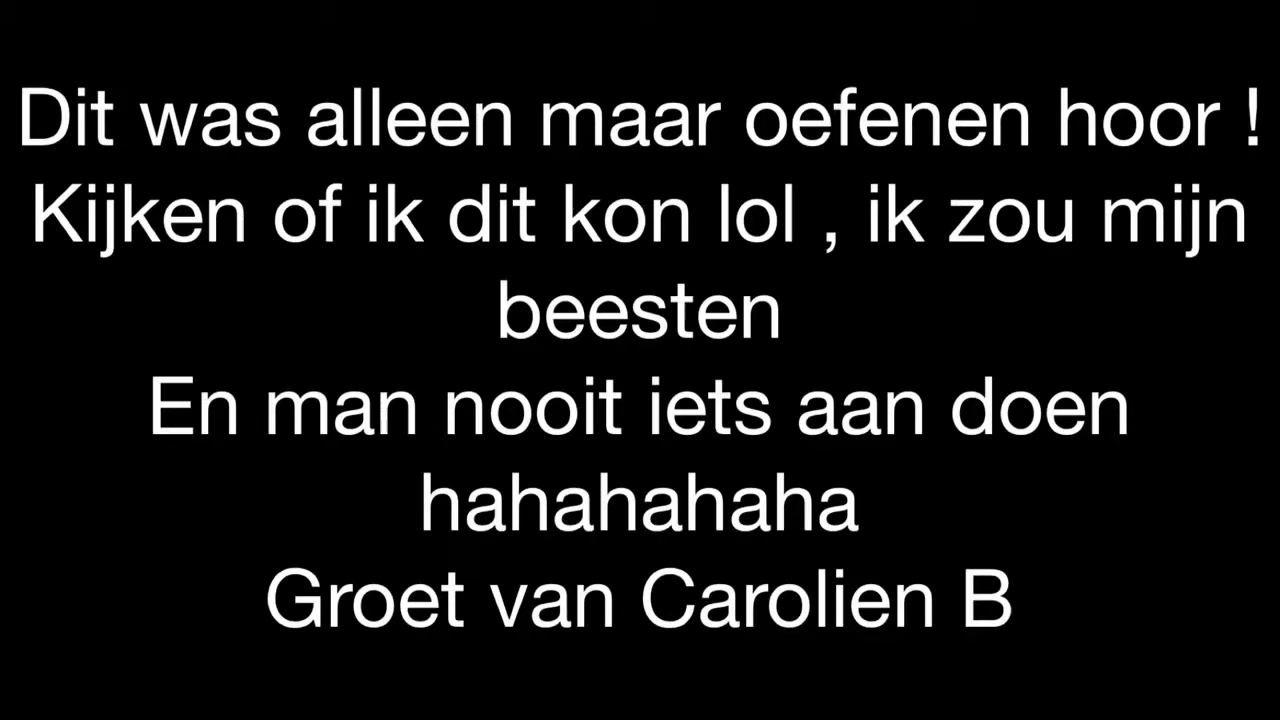 Dit was alleen maar oefenen hoor !
Kijken of ik dit kon lol , ik zou mijn
beesten
En man nooit iets aan doen
hahahahaha
Groet van Carolien B